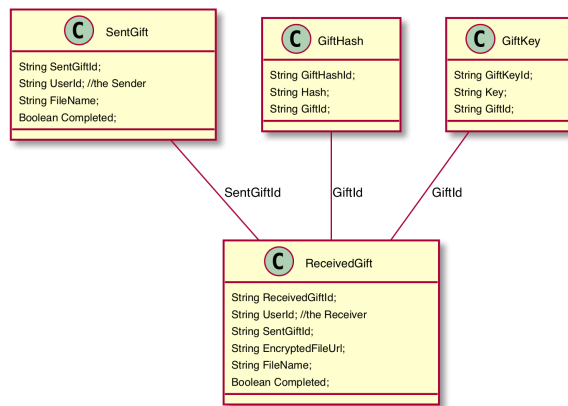 C SentGift
String SentGiftId;
String UserId; //the Sender
String FileName;
Boolean Completed;
C GiftHash
String GiftHashId;
String Hash;
String GiftId;
C GiftKey
String GiftKeyId;
String Key;
String GiftId;
SentGiftId
GiftId
GiftId
C ReceivedGift
String ReceivedGiftId;
String UserId; //the Receiver
String SentGiftId;
String EncryptedFileUrl;
String FileName;
Boolean Completed;